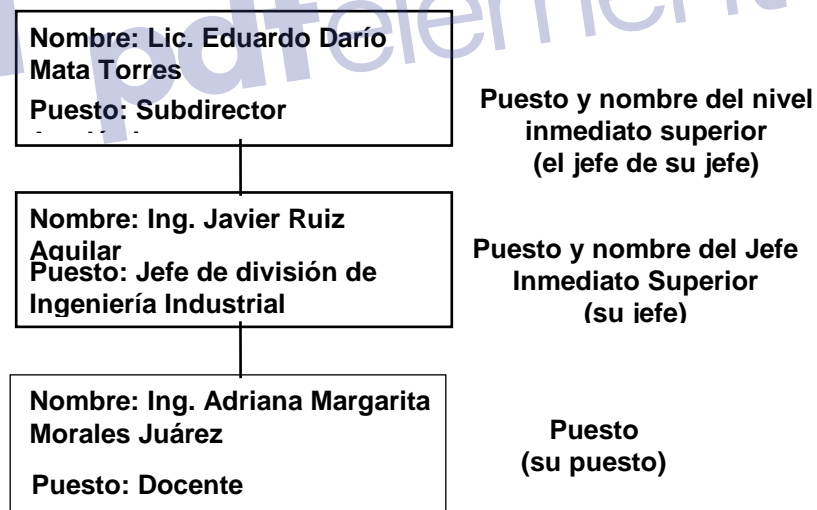 pdfelement
Nombre: Lic. Eduardo Darío
Mata Torres
Puesto: Subdirector
Puesto y nombre del nivel
inmediato superior
(el jefe de su jefe)
Nombre: Ing. Javier Ruiz
Aguilar
Puesto: Jefe de división de
Ingeniería Industrial
Puesto y nombre del Jefe
Inmediato Superior
(su jefe)
Nombre: Ing. Adriana Margarita
Morales Juárez
Puesto: Docente
Puesto
(su puesto)